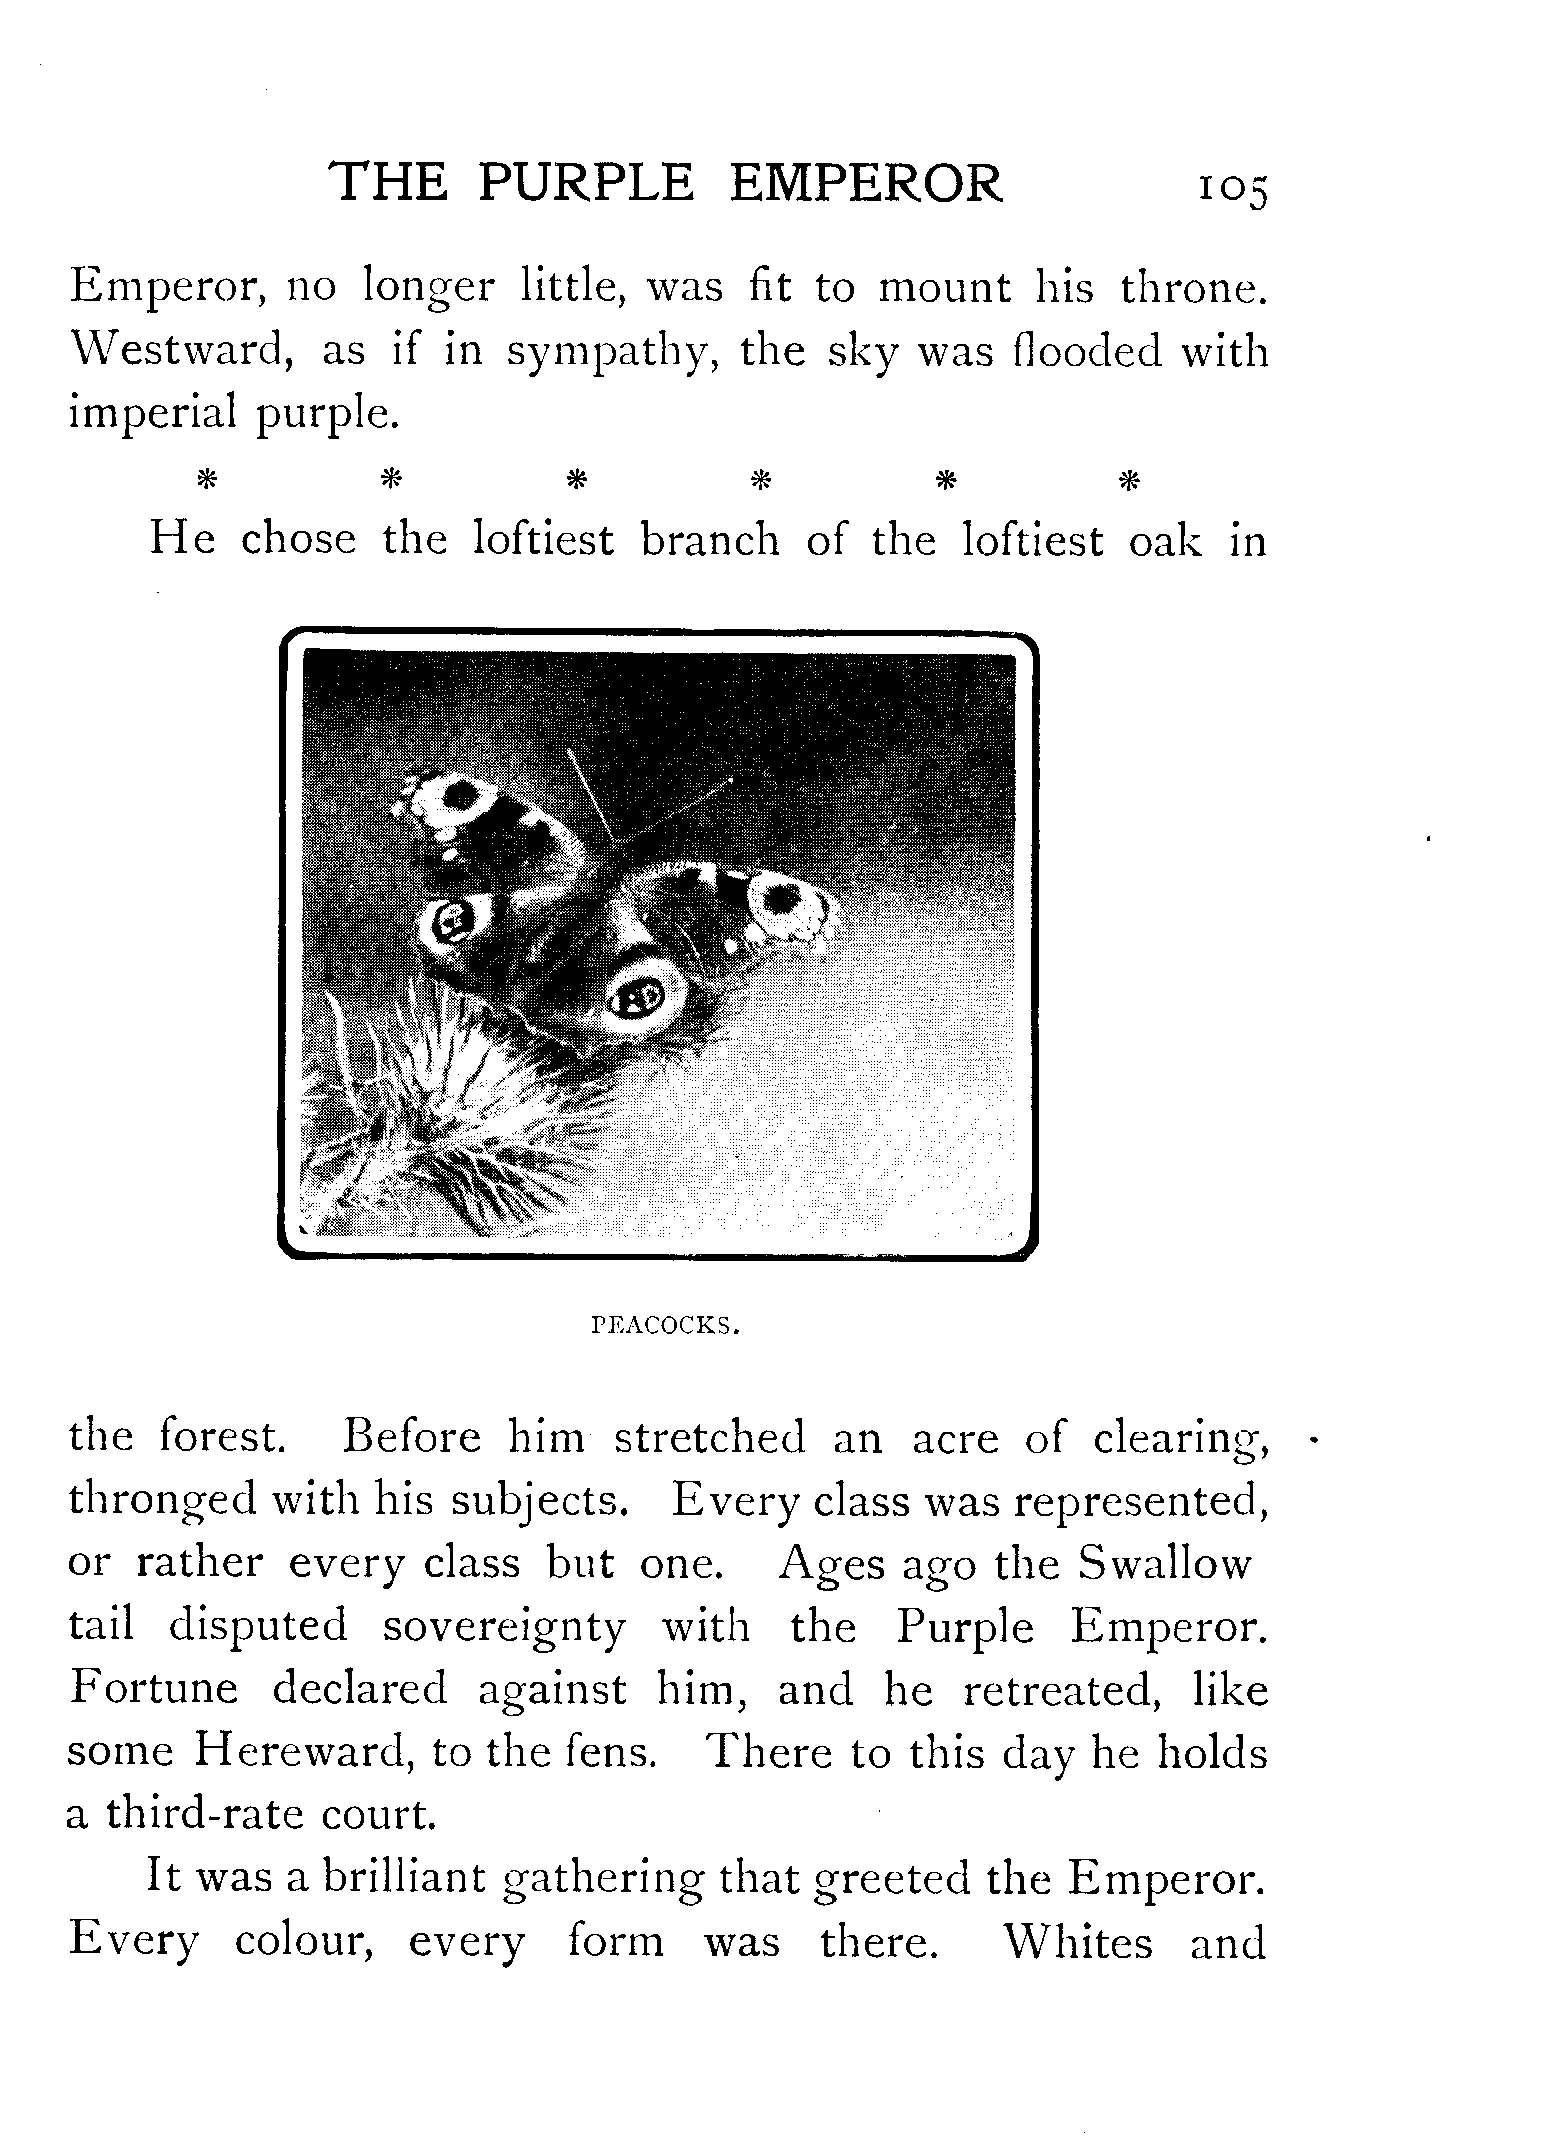 THE PURPLE EMPEROR 105
Emperor, no longer little, was fit to mount his throne.
Westward, as if in sympathy, the sky was flooded with
imperial purple.
* * * * * *
He chose the loftiest branch of the loftiest oak in
PEACOCKS.
the forest. Before him stretched an acre of clearing,
thronged with his subjects. Every class was represented,
or rather every class but one. Ages ago the Swallow
tail disputed sovereignty with the Purple Emperor.
Fortune declared against him, and he retreated, like
some Hereward, to the fens. There to this day he holds
a third-rate court.
It was a brilliant gathering that greeted the Emperor.
Every colour, every form was there. Whites and